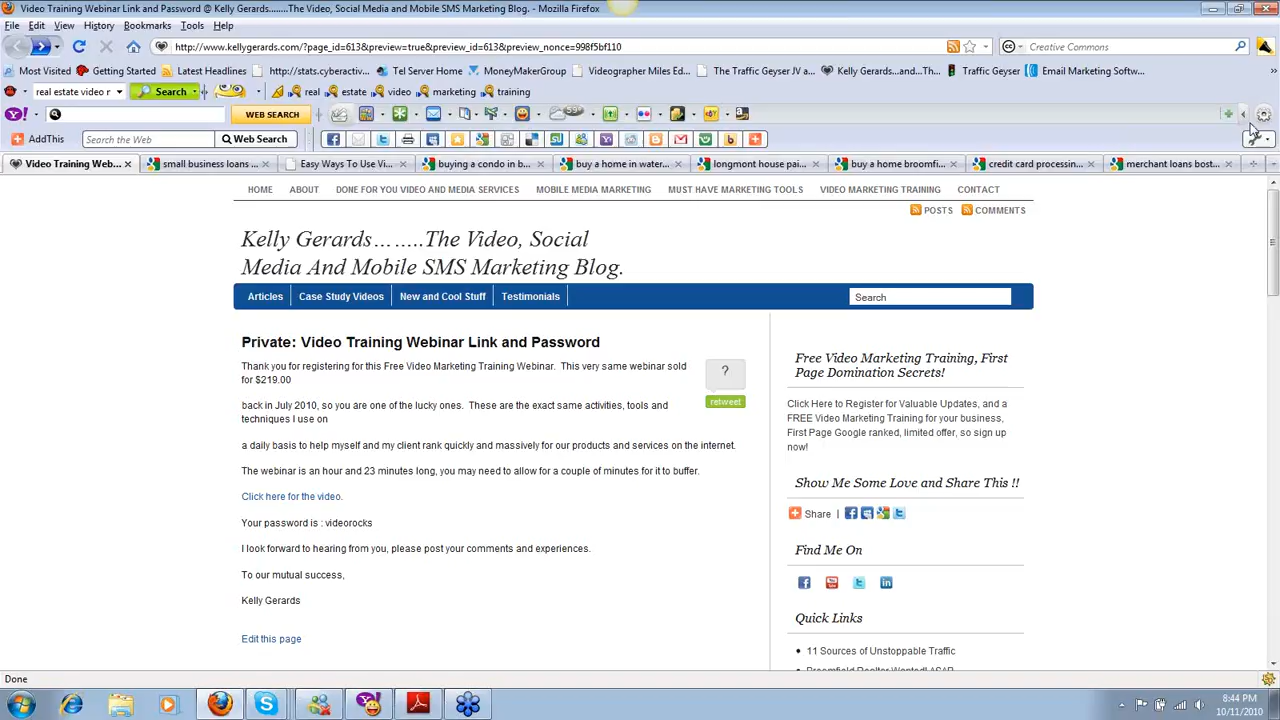 Video Training Webinar Link and Password @ Kelly Gerards........The Video, Social Media and Mobile SMS Marketing Blog. - Mozilla Firefox
File Edit View History Bookmarks Tools Help
http://www.kellygerards.com/?page_id=613&preview=true&preview_id=613&preview_nonce=998f5bf110
Creative Commons
Most Visited Getting Started Latest Headlines http://stats.cyberactiv... Tel Server Home MoneyMakerGroup Videographer Miles Ed... The Traffic Geyser JV a... Kelly Gerards...and...Th... Traffic Geyser Email Marketing Softw...
real estate video r Search real estate video marketing training
WEB SEARCH 99+
AddThis Search the Web Web Search
Video Training Web... small business loans ... Easy Ways To Use Vi... buying a condo in b... buy a home in water... longmont house pai... buy a home broomfi... credit card processin... merchant loans bost...
HOME ABOUT DONE FOR YOU VIDEO AND MEDIA SERVICES MOBILE MEDIA MARKETING MUST HAVE MARKETING TOOLS VIDEO MARKETING TRAINING CONTACT
POSTS COMMENTS
Kelly Gerards........The Video, Social
Media And Mobile SMS Marketing Blog.
Articles Case Study Videos New and Cool Stuff Testimonials Search
Private: Video Training Webinar Link and Password
Thank you for registering for this Free Video Marketing Training Webinar. This very same webinar sold
for $219.00
?
retweet
back in July 2010, so you are one of the lucky ones. These are the exact same activities, tools and
techniques I use on
a daily basis to help myself and my client rank quickly and massively for our products and services on the internet.
The webinar is an hour and 23 minutes long, you may need to allow for a couple of minutes for it to buffer.
Click here for the video.
Your password is : videorocks
I look forward to hearing from you, please post your comments and experiences.
To our mutual success,
Kelly Gerards
Edit this page
Free Video Marketing Training, First
Page Domination Secrets!
Click Here to Register for Valuable Updates, and a
FREE Video Marketing Training for your business,
First Page Google ranked, limited offer, so sign up
now!
Show Me Some Love and Share This !!
Share |
Find Me On
Quick Links
11 Sources of Unstoppable Traffic
Broomfield Realtor Wanted! ASAP
Done
8:44 PM
10/11/2010